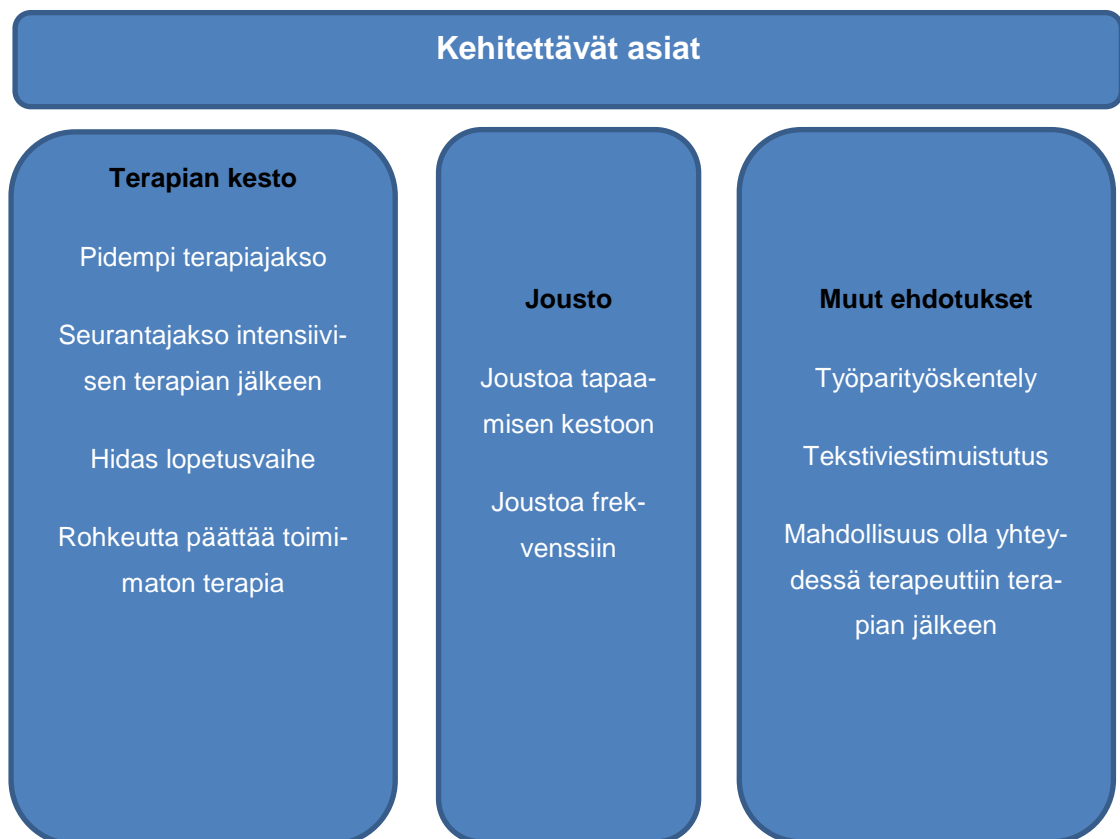 Kehitettävät asiat
Terapian kesto
Pidempi terapiajakso
Seurantajakso intensiivi-
sen terapian jälkeen
Hidas lopetusvaihe
Rohkeutta päättää toimi-
maton terapia
Jousto
Joustoa tapaa-
misen kestoon
Joustoa frek-
venssiin
Muut ehdotukset
Työparityöskentely
Tekstiviestimuistutus
Mahdollisuus olla yhtey-
dessä terapeuttiin tera-
pian jälkeen